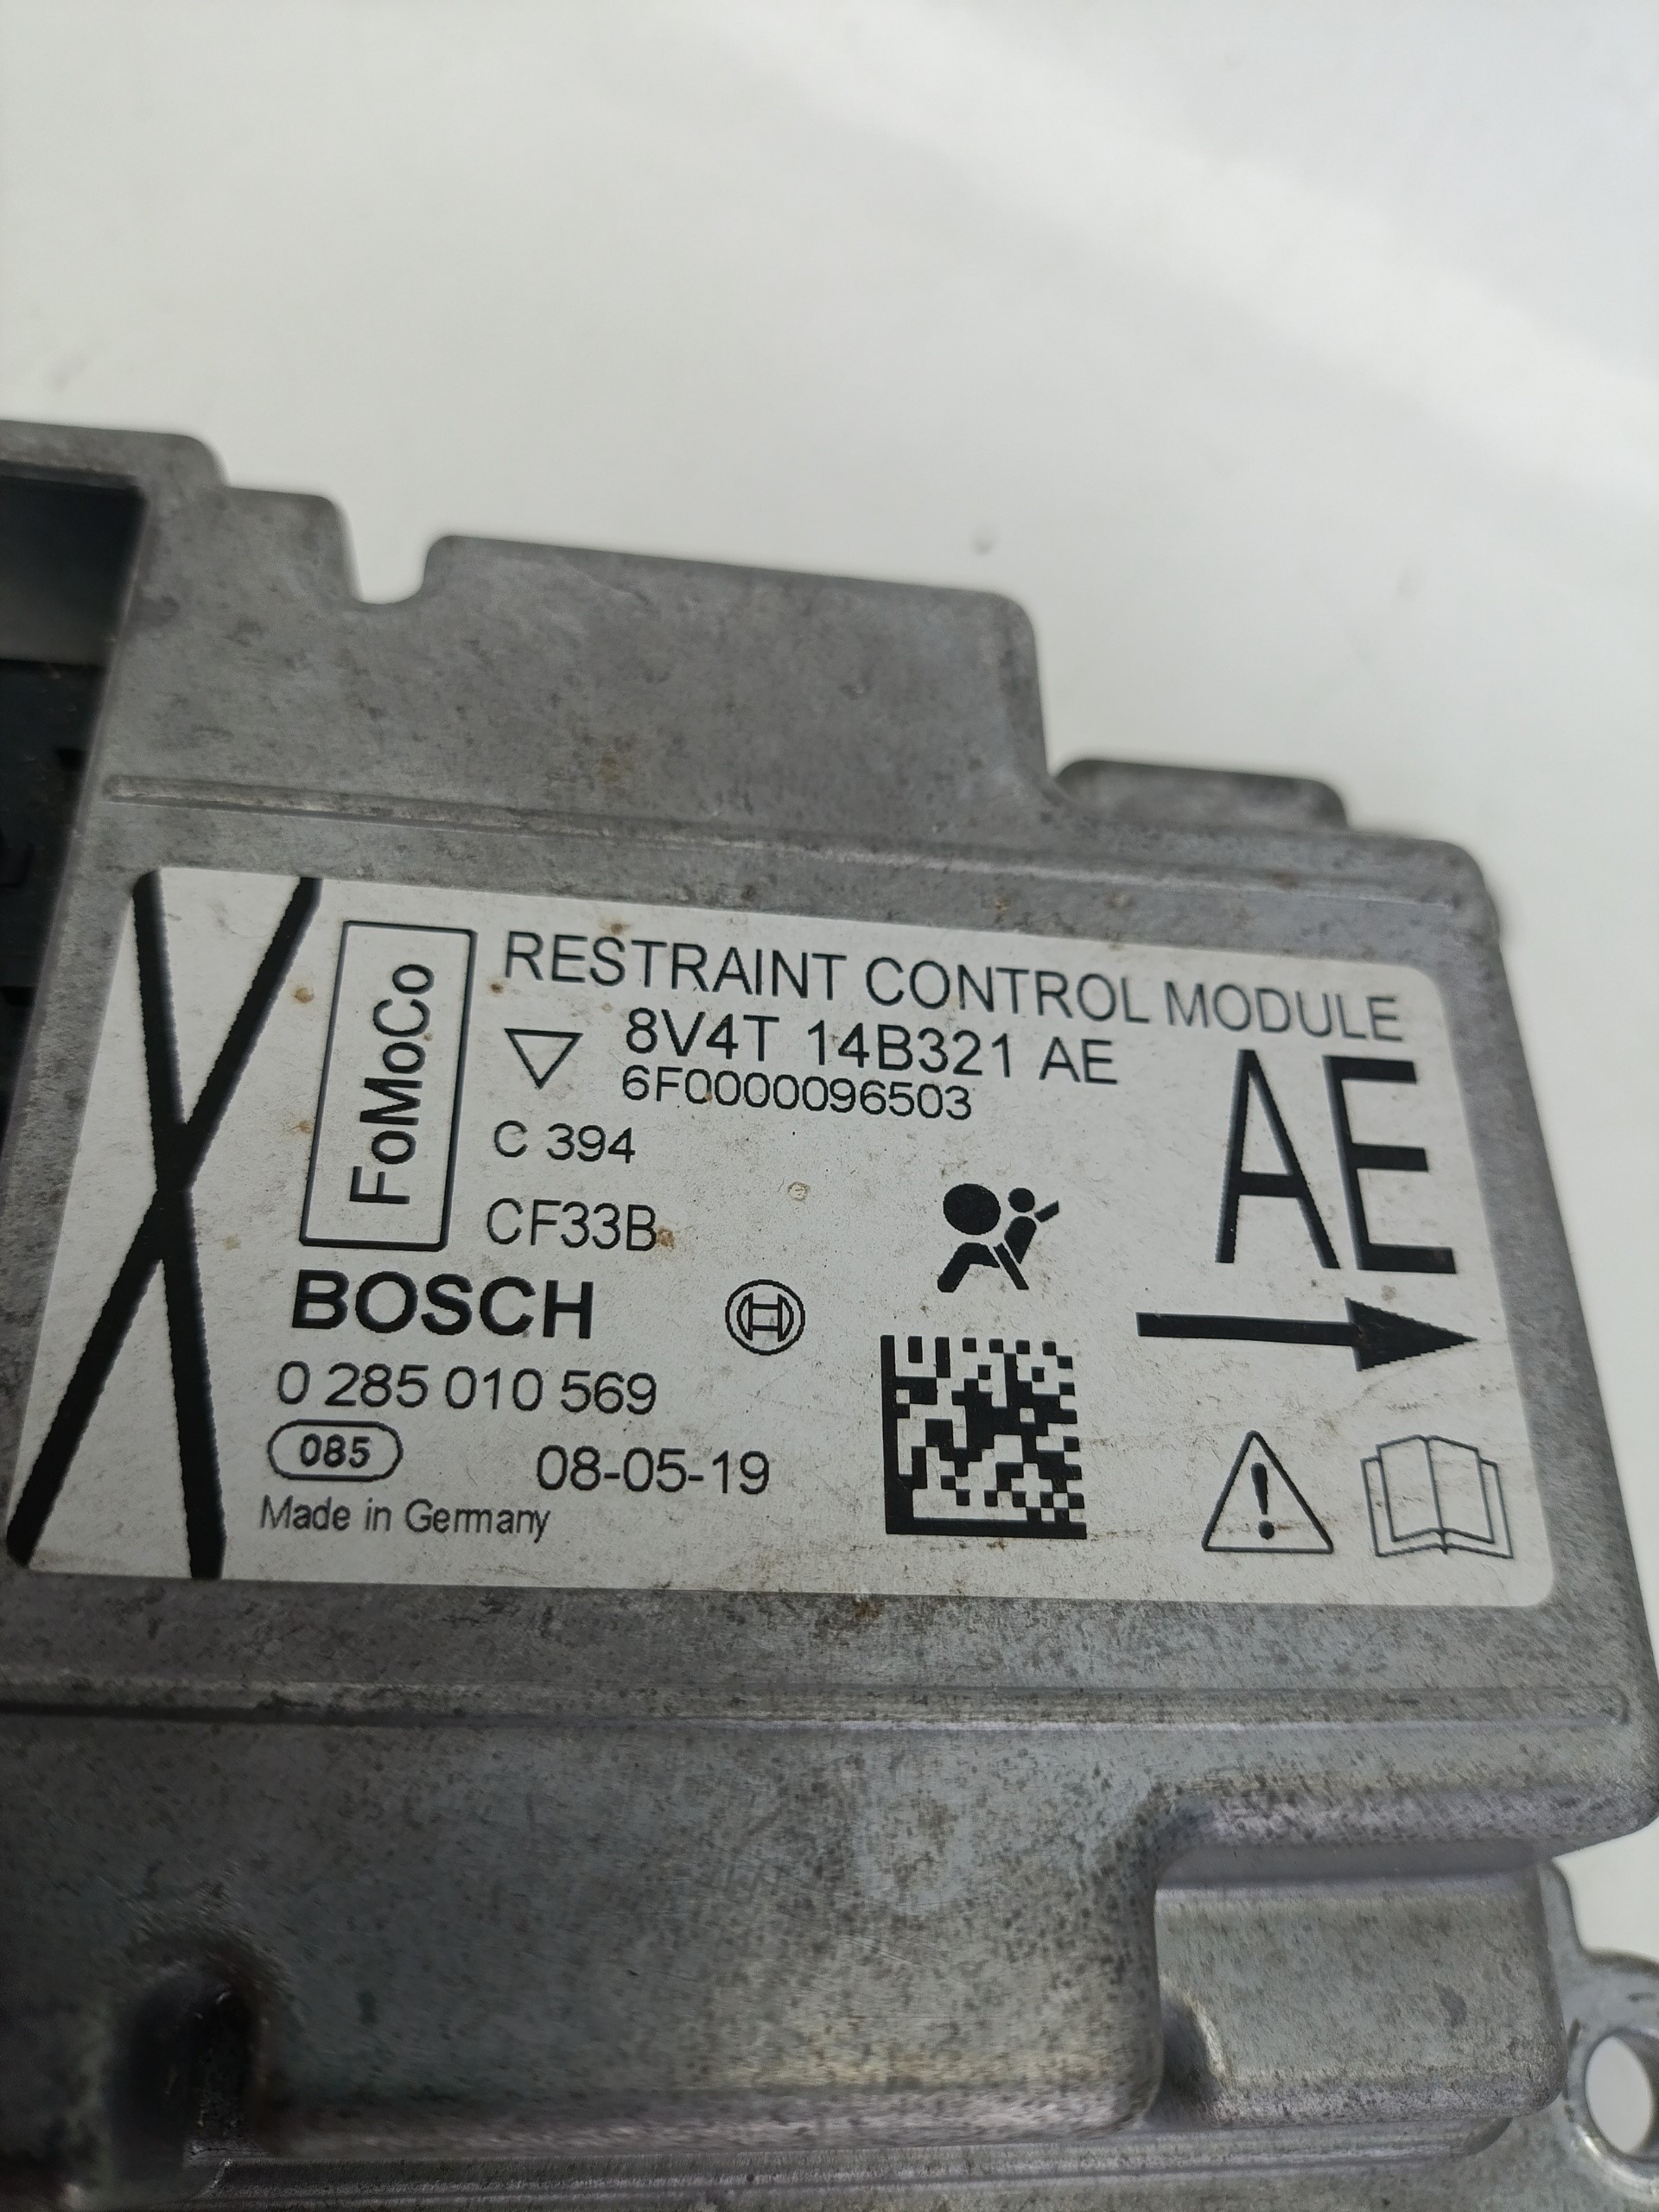 FoMoCo
RESTRAINT CONTROL MODULE
8V4T 14B321 AE
6F0000096503
AE
C 394
CF33B
BOSCH
0 285 010 569
085
08-05-19
Made in Germany